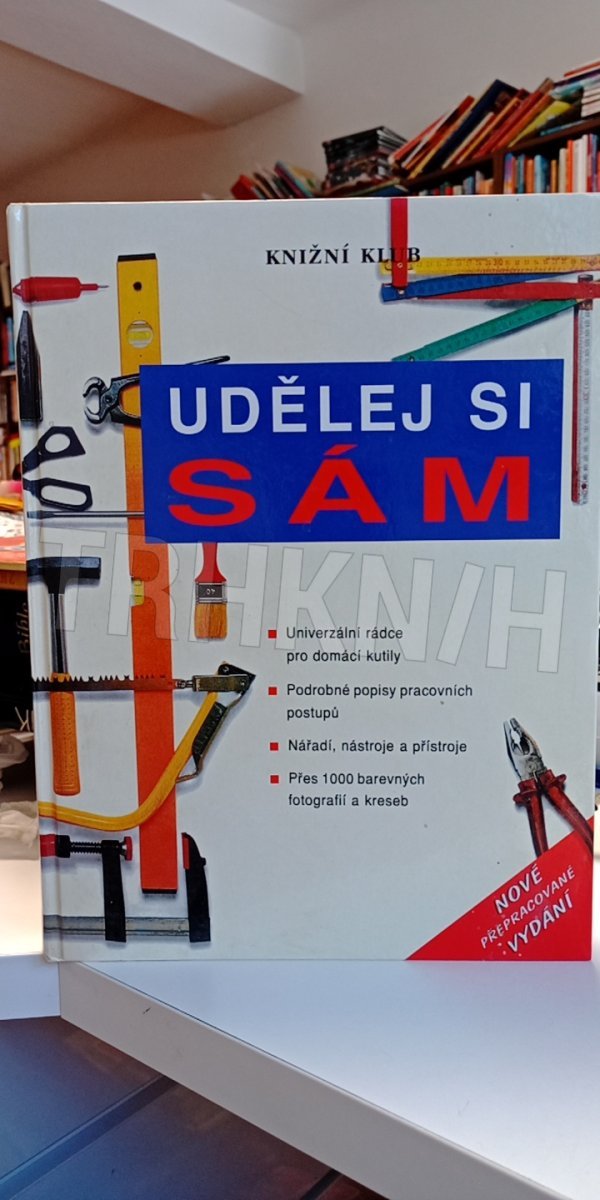 KNIŽNÍ KLUB
UDĚLEJ SI
SÁM
TRHKN/H
Univerzální rádce
pro domácí kutily
Podrobné popisy pracovních
postupů
Nářadí, nástroje a přístroje
Přes 1000 barevných
fotografií a kreseb
NOVÉ
PŘEPRACOVANÉ
VYDÁNÍ